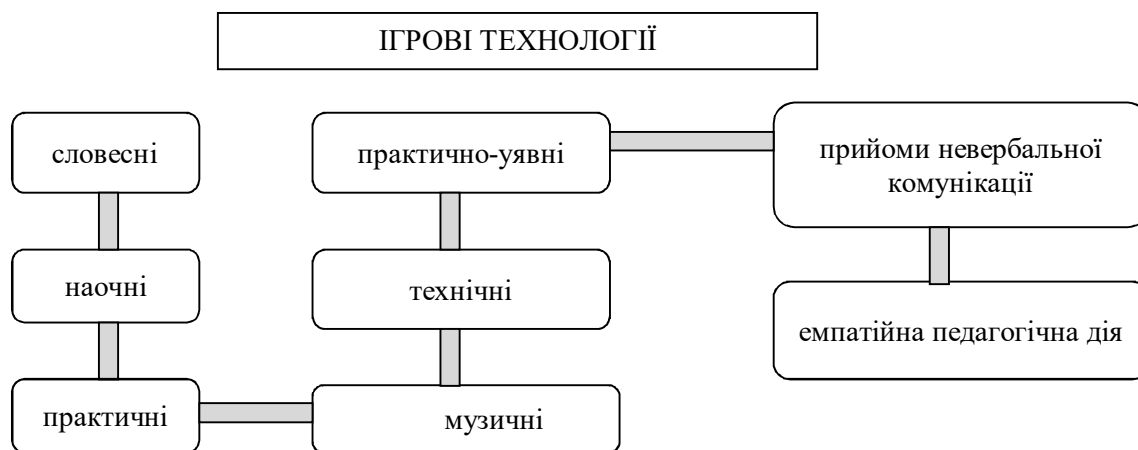 ІГРОВІ ТЕХНОЛОГІЇ
словесні
наочні
практичні
музичні
технічні
практично-уявні
прийоми невербальної
комунікації
емпатійна педагогічна дія